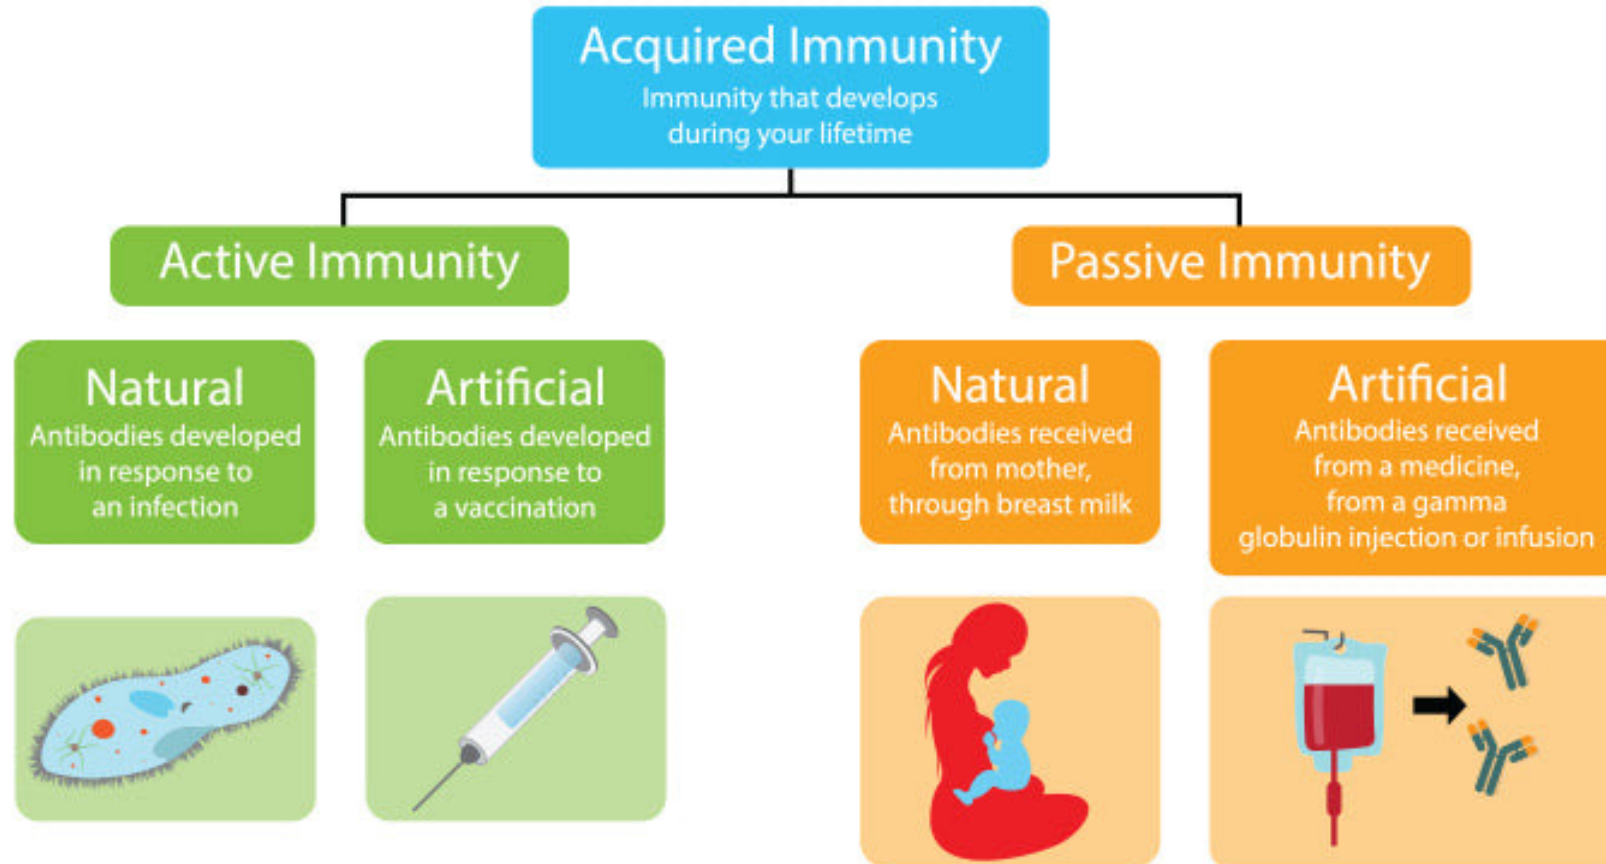 Acquired Immunity
Immunity that develops
during your lifetime
Active Immunity
Passive Immunity
Natural
Antibodies developed
in response to
an infection
Artificial
Antibodies developed
in response to
a vaccination
Natural
Antibodies received
from mother,
through breast milk
Artificial
Antibodies received
from a medicine,
from a gamma
globulin injection or infusion